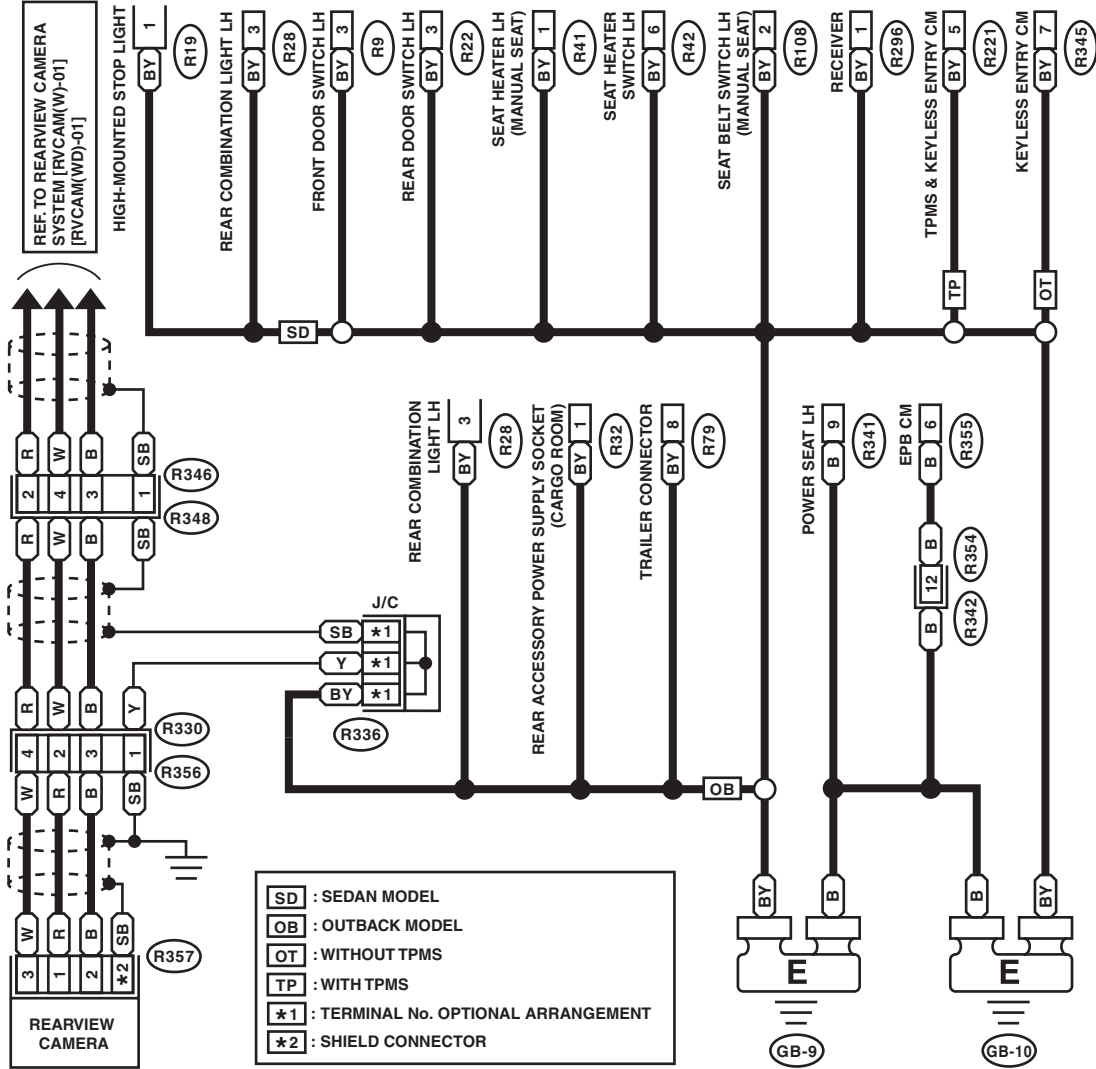 REF. TO REARVIEW CAMERA
SYSTEM [RVCAM(W)-01]
[RVCAM(WD)-01]
HIGH-MOUNTED STOP LIGHT
1
BY
R19
REAR COMBINATION LIGHT LH
3
BY
R28
FRONT DOOR SWITCH LH
3
BY
R9
REAR DOOR SWITCH LH
3
BY
R22
SEAT HEATER LH
(MANUAL SEAT)
1
BY
R41
SEAT HEATER
SWITCH LH
6
BY
R42
SEAT BELT SWITCH LH
(MANUAL SEAT)
2
BY
R108
RECEIVER
1
BY
R296
TPMS & KEYLESS ENTRY CM
5
BY
R221
KEYLESS ENTRY CM
7
BY
R345
SD
TP
OT
R
W
B
SB
2
4
3
1
R346
R348
R
W
B
SB
REAR COMBINATION
LIGHT LH
3
BY
R28
REAR ACCESSORY POWER SUPPLY SOCKET
(CARGO ROOM)
1
BY
R32
TRAILER CONNECTOR
8
BY
R79
POWER SEAT LH
9
B
R341
EPB CM
6
B
R355
B
12
B
R354
R342
J/C
SB
*1
Y
*1
BY
*1
R336
R
W
B
Y
4
2
3
1
R330
R356
W
R
B
SB
OB
W
R
B
SB
3
1
2
*2
R357
REARVIEW
CAMERA
SD : SEDAN MODEL
OB : OUTBACK MODEL
OT : WITHOUT TPMS
TP : WITH TPMS
*1 : TERMINAL No. OPTIONAL ARRANGEMENT
*2 : SHIELD CONNECTOR
BY
B
E
GB-9
B
BY
E
GB-10